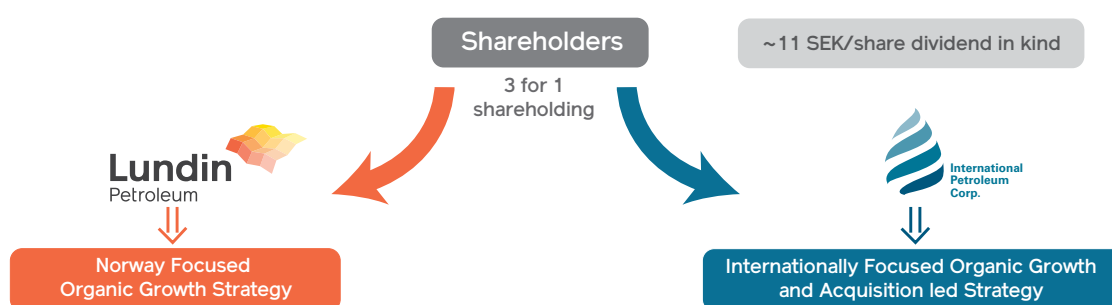 Shareholders
~11 SEK/share dividend in kind
3 for 1
shareholding
Lundin
Petroleum
International
Petroleum
Corp.
Norway Focused
Organic Growth Strategy
Internationally Focused Organic Growth
and Acquisition led Strategy